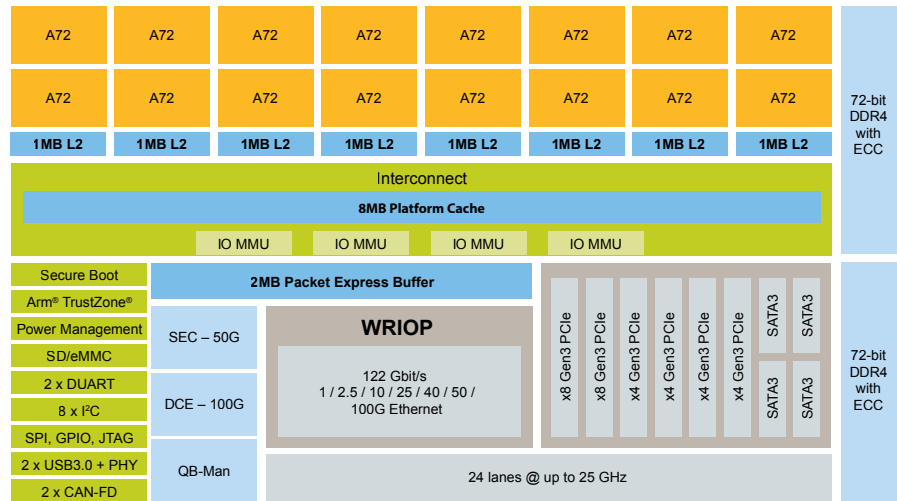 A72 A72 A72 A72 A72 A72 A72 A72
A72 A72 A72 A72 A72 A72 A72 A72
1MB L2 1MB L2 1MB L2 1MB L2 1MB L2 1MB L2 1MB L2 1MB L2
72-bit
DDR4
with
ECC
Interconnect
8MB Platform Cache
IO MMU IO MMU IO MMU IO MMU
Secure Boot
Arm® TrustZone®
Power Management
SD/eMMC
2 x DUART
8 x I²C
SPI, GPIO, JTAG
2 x USB3.0 + PHY
2 x CAN-FD
2MB Packet Express Buffer
SEC – 50G
DCE – 100G
QB-Man
WRIOP
122 Gbit/s
1 / 2.5 / 10 / 25 / 40 / 50 /
100G Ethernet
x8 Gen3 PCIe
x8 Gen3 PCIe
x4 Gen3 PCIe
x4 Gen3 PCIe
x4 Gen3 PCIe
x4 Gen3 PCIe
SATA3
SATA3
SATA3
SATA3
24 lanes @ up to 25 GHz
72-bit
DDR4
with
ECC